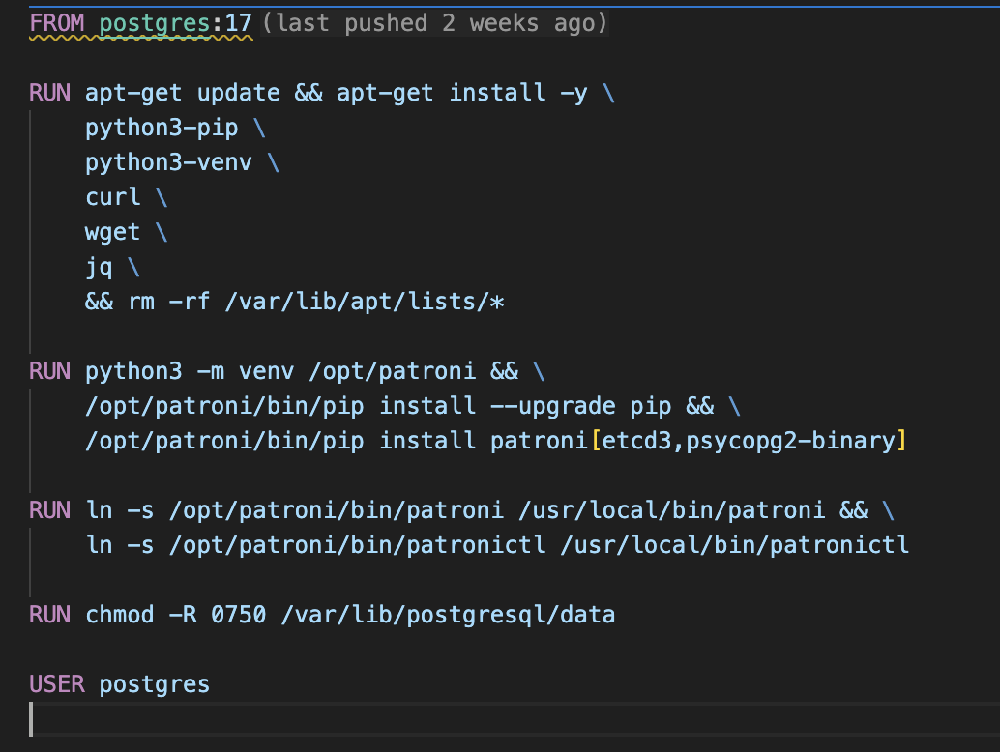 FROM postgres:17 (last pushed 2 weeks ago)
RUN apt-get update && apt-get install -y \
python3-pip \
python3-venv \
curl \
wget \
jq \
&& rm -rf /var/lib/apt/lists/*
RUN python3 -m venv /opt/patroni && \
/opt/patroni/bin/pip install --upgrade pip && \
/opt/patroni/bin/pip install patroni[etcd3,psycopg2-binary]
RUN ln -s /opt/patroni/bin/patroni /usr/local/bin/patroni && \
ln -s /opt/patroni/bin/patronictl /usr/local/bin/patronictl
RUN chmod -R 0750 /var/lib/postgresql/data
USER postgres